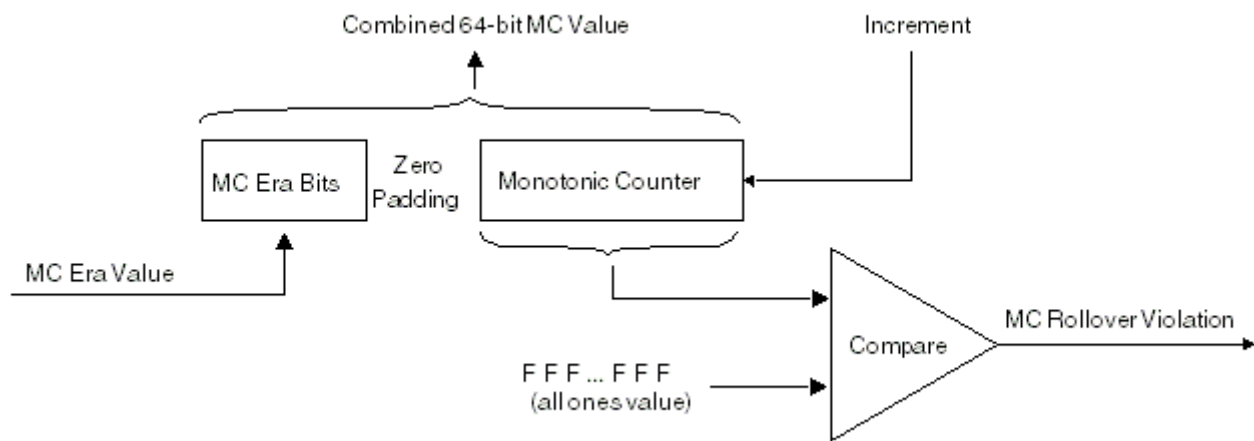 Combined 64-bit MC Value
Increment
MC Era Bits
Zero
Padding
Monotonic Counter
MC Era Value
MC Rollover Violation
Compare
F F F ... F F F
(all ones value)